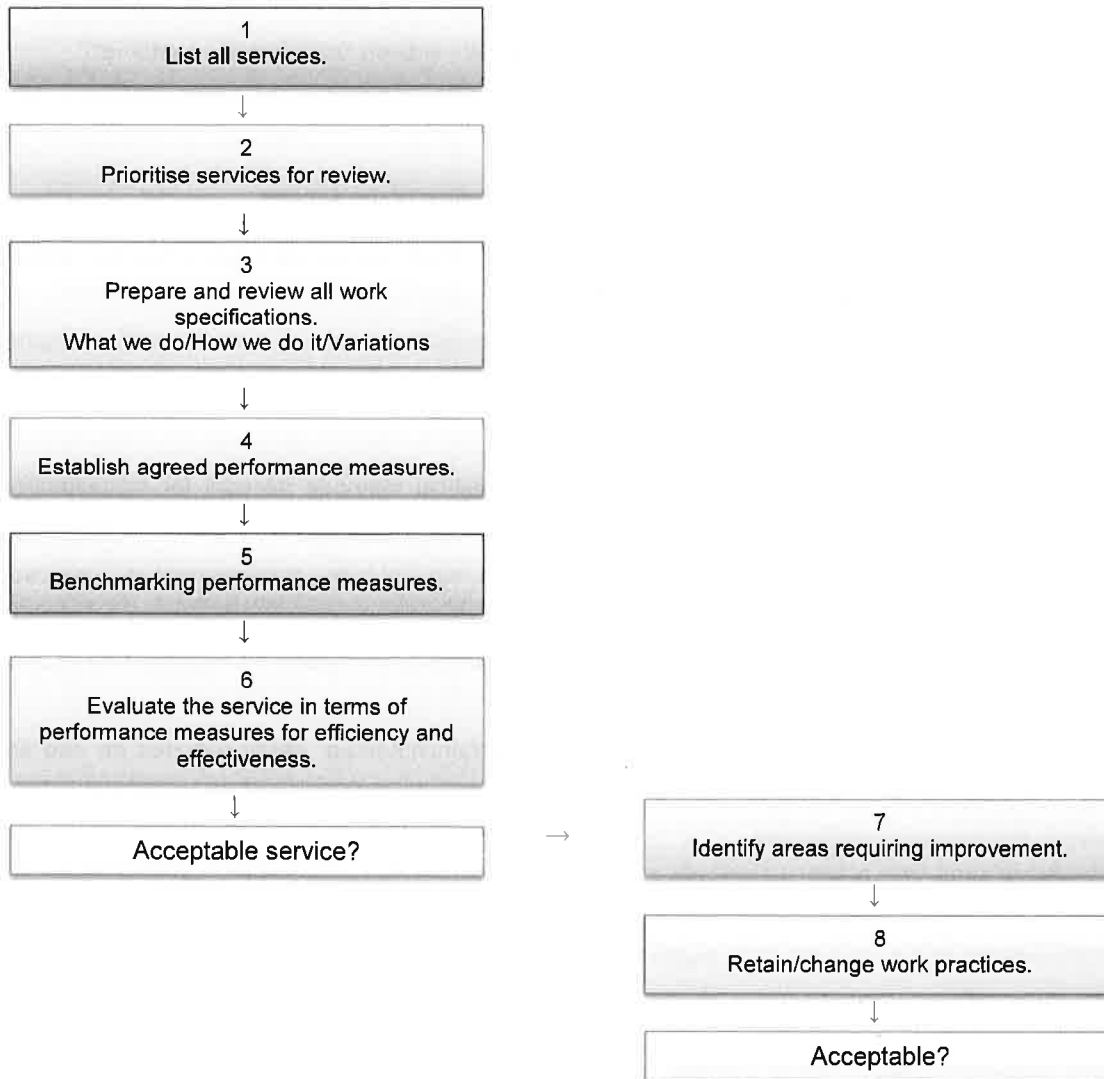 1
List all services.
↓
2
Prioritise services for review.
↓
3
Prepare and review all work
specifications.
What we do/How we do it/Variations
↓
4
Establish agreed performance measures.
↓
5
Benchmarking performance measures.
↓
6
Evaluate the service in terms of
performance measures for efficiency and
effectiveness.
↓
Acceptable service?
→
7
Identify areas requiring improvement.
↓
8
Retain/change work practices.
↓
Acceptable?